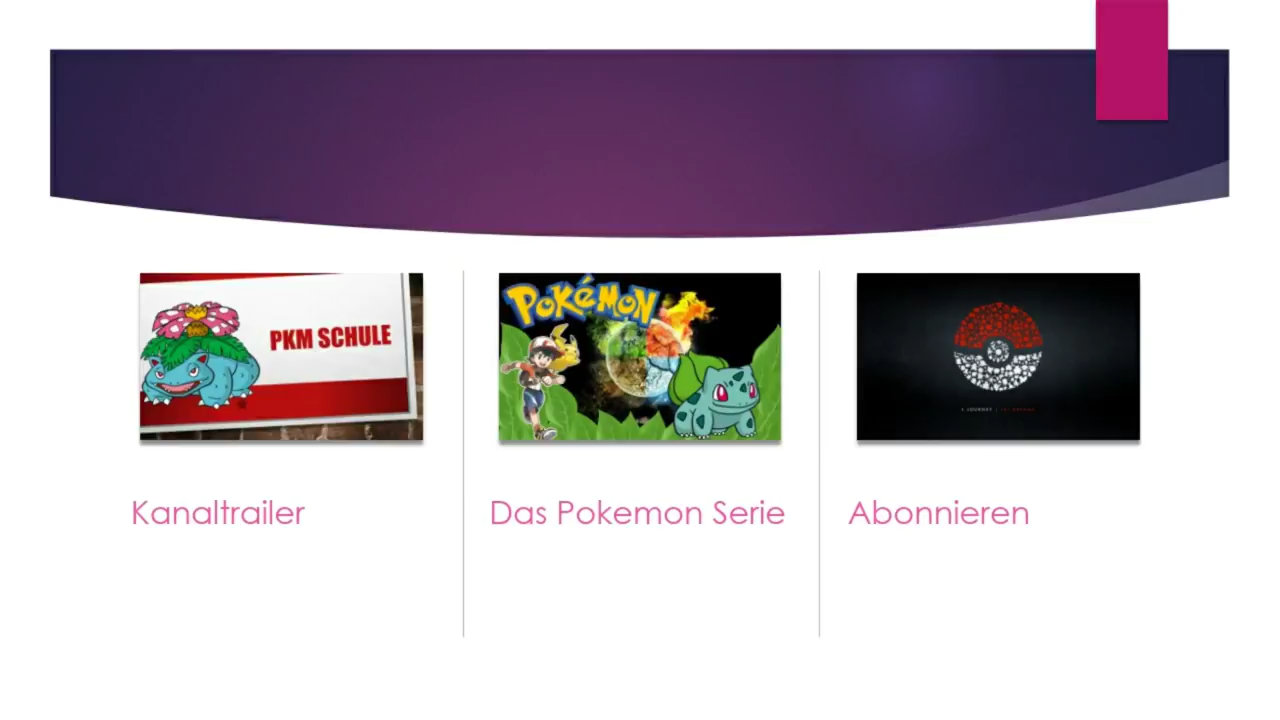 PKM SCHULE
POKéMON
Kanaltrailer
Das Pokemon Serie
Abonnieren